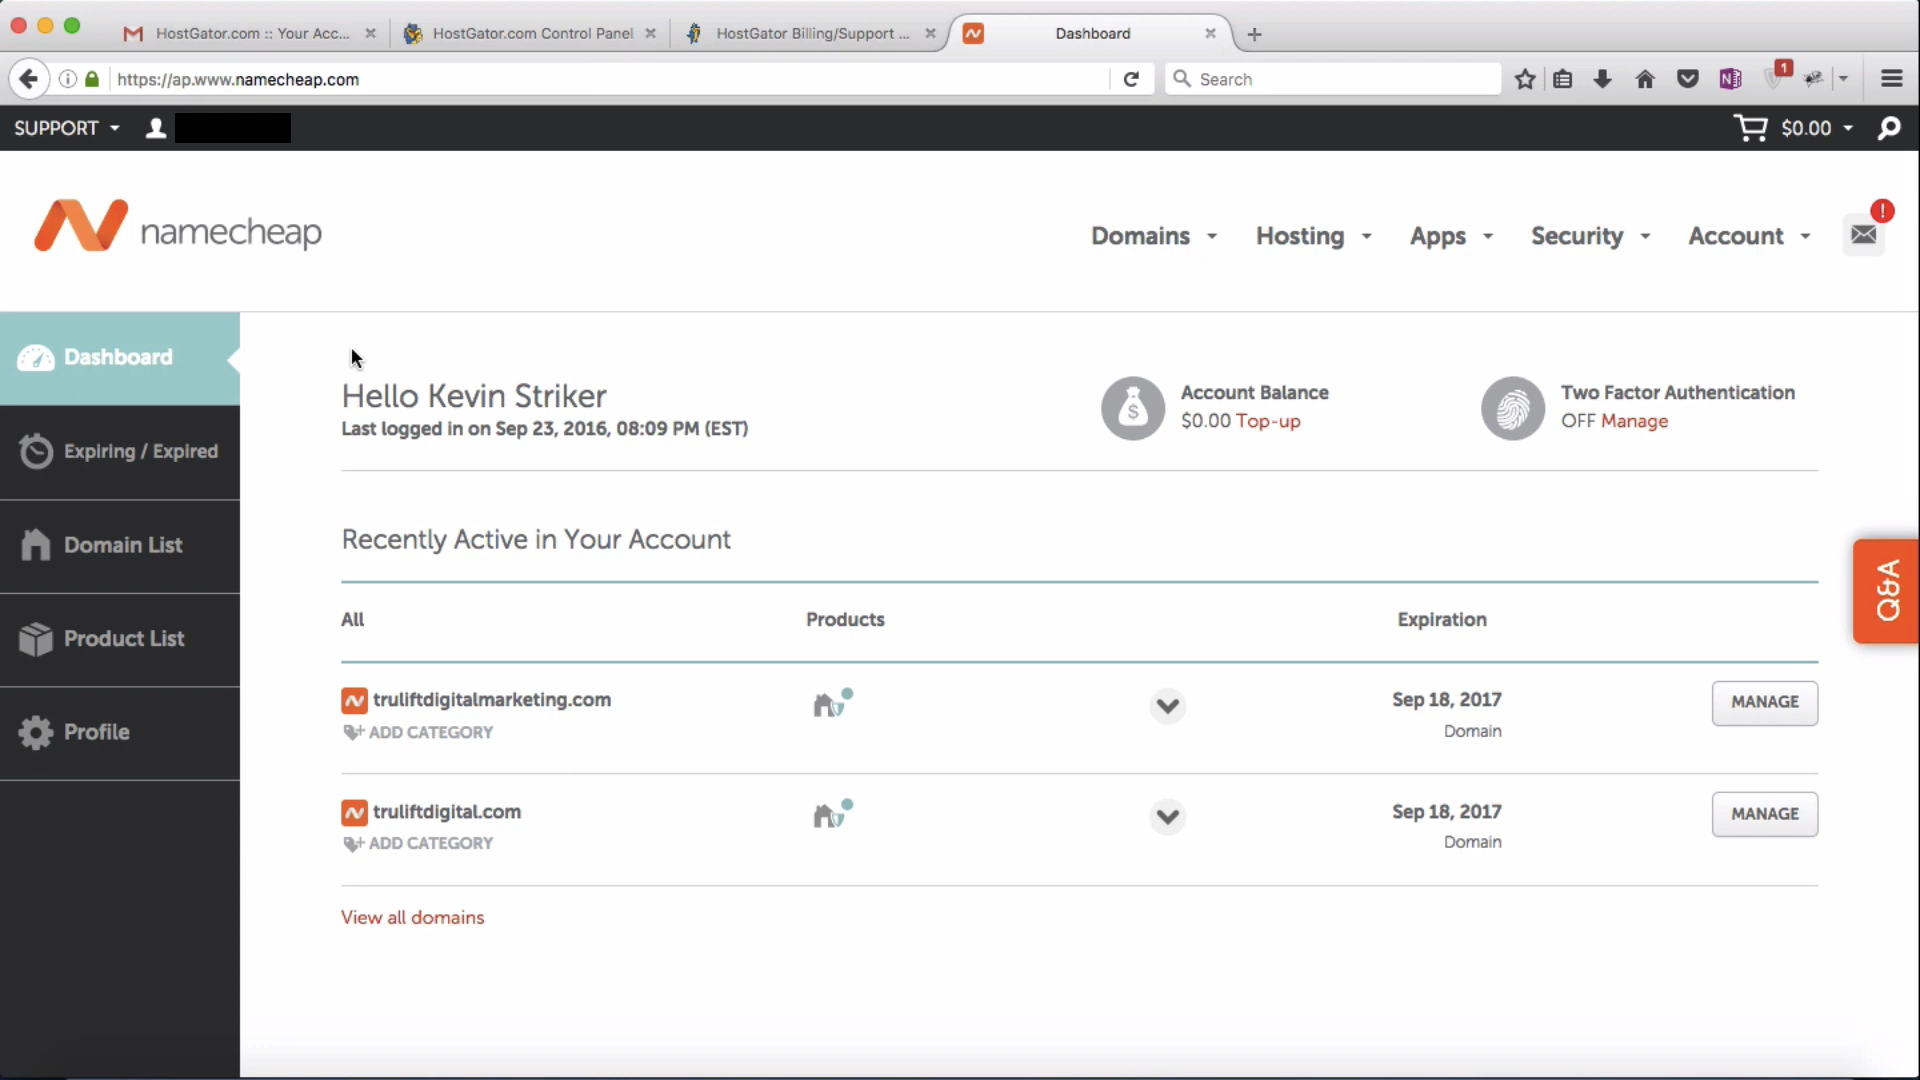 HostGator.com :: Your Acc...
HostGator.com Control Panel
HostGator Billing/Support ...
Dashboard
https://ap.www.namecheap.com
Search
1
SUPPORT
$0.00
namecheap
Domains
Hosting
Apps
Security
Account
!
Dashboard
Expiring / Expired
Domain List
Product List
Profile
Hello Kevin Striker
Last logged in on Sep 23, 2016, 08:09 PM (EST)
$
Account Balance
$0.00 Top-up
Two Factor Authentication
OFF Manage
Recently Active in Your Account
All
Products
Expiration
truliftdigitalmarketing.com
ADD CATEGORY
Sep 18, 2017
Domain
MANAGE
truliftdigital.com
ADD CATEGORY
Sep 18, 2017
Domain
MANAGE
View all domains
Q&A